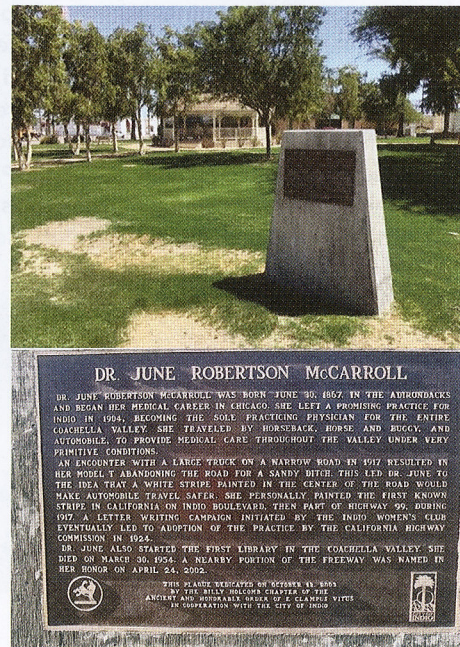 DR. JUNE ROBERTSON McCARROLL
DR. JUNE ROBERTSON McCARROLL WAS BORN JUNE 30, 1867, IN THE ADIRONDACKS
AND BEGAN HER MEDICAL CAREER IN CHICAGO. SHE LEFT A PROMISING PRACTICE FOR
INDIO IN 1904, BECOMING THE SOLE PRACTICING PHYSICIAN FOR THE ENTIRE
COACHELLA VALLEY. SHE TRAVELED BY HORSEBACK, HORSE AND BUGGY, AND
AUTOMOBILE, TO PROVIDE MEDICAL CARE THROUGHOUT THE VALLEY UNDER VERY
PRIMITIVE CONDITIONS.
AN ENCOUNTER WITH A LARGE TRUCK ON A NARROW ROAD IN 1917 RESULTED IN
HER MODEL T ABANDONING THE ROAD FOR A SANDY DITCH. THIS LED DR. JUNE TO
THE IDEA THAT A WHITE STRIPE PAINTED IN THE CENTER OF THE ROAD WOULD
MAKE AUTOMOBILE TRAVEL SAFER. SHE PERSONALLY PAINTED THE FIRST KNOWN
STRIPE IN CALIFORNIA ON INDIO BOULEVARD, THEN PART OF HIGHWAY 99, DURING
1917. A LETTER WRITING CAMPAIGN INITIATED BY THE INDIO WOMEN'S CLUB
EVENTUALLY LED TO ADOPTION OF THE PRACTICE BY THE CALIFORNIA HIGHWAY
COMMISSION IN 1924.
DR. JUNE ALSO STARTED THE FIRST LIBRARY IN THE COACHELLA VALLEY. SHE
DIED ON MARCH 30, 1954. A NEARBY PORTION OF THE FREEWAY WAS NAMED IN
HER HONOR ON APRIL 24, 2002.
THIS PLAQUE DEDICATED ON OCTOBER 2003
BY THE BILLY HOLCOMB CHAPTER OF THE
ANCIENT AND HONORABLE ORDER OF E CLAMPUS VITUS
IN COOPERATION WITH THE CITY OF INDIO
INDIO